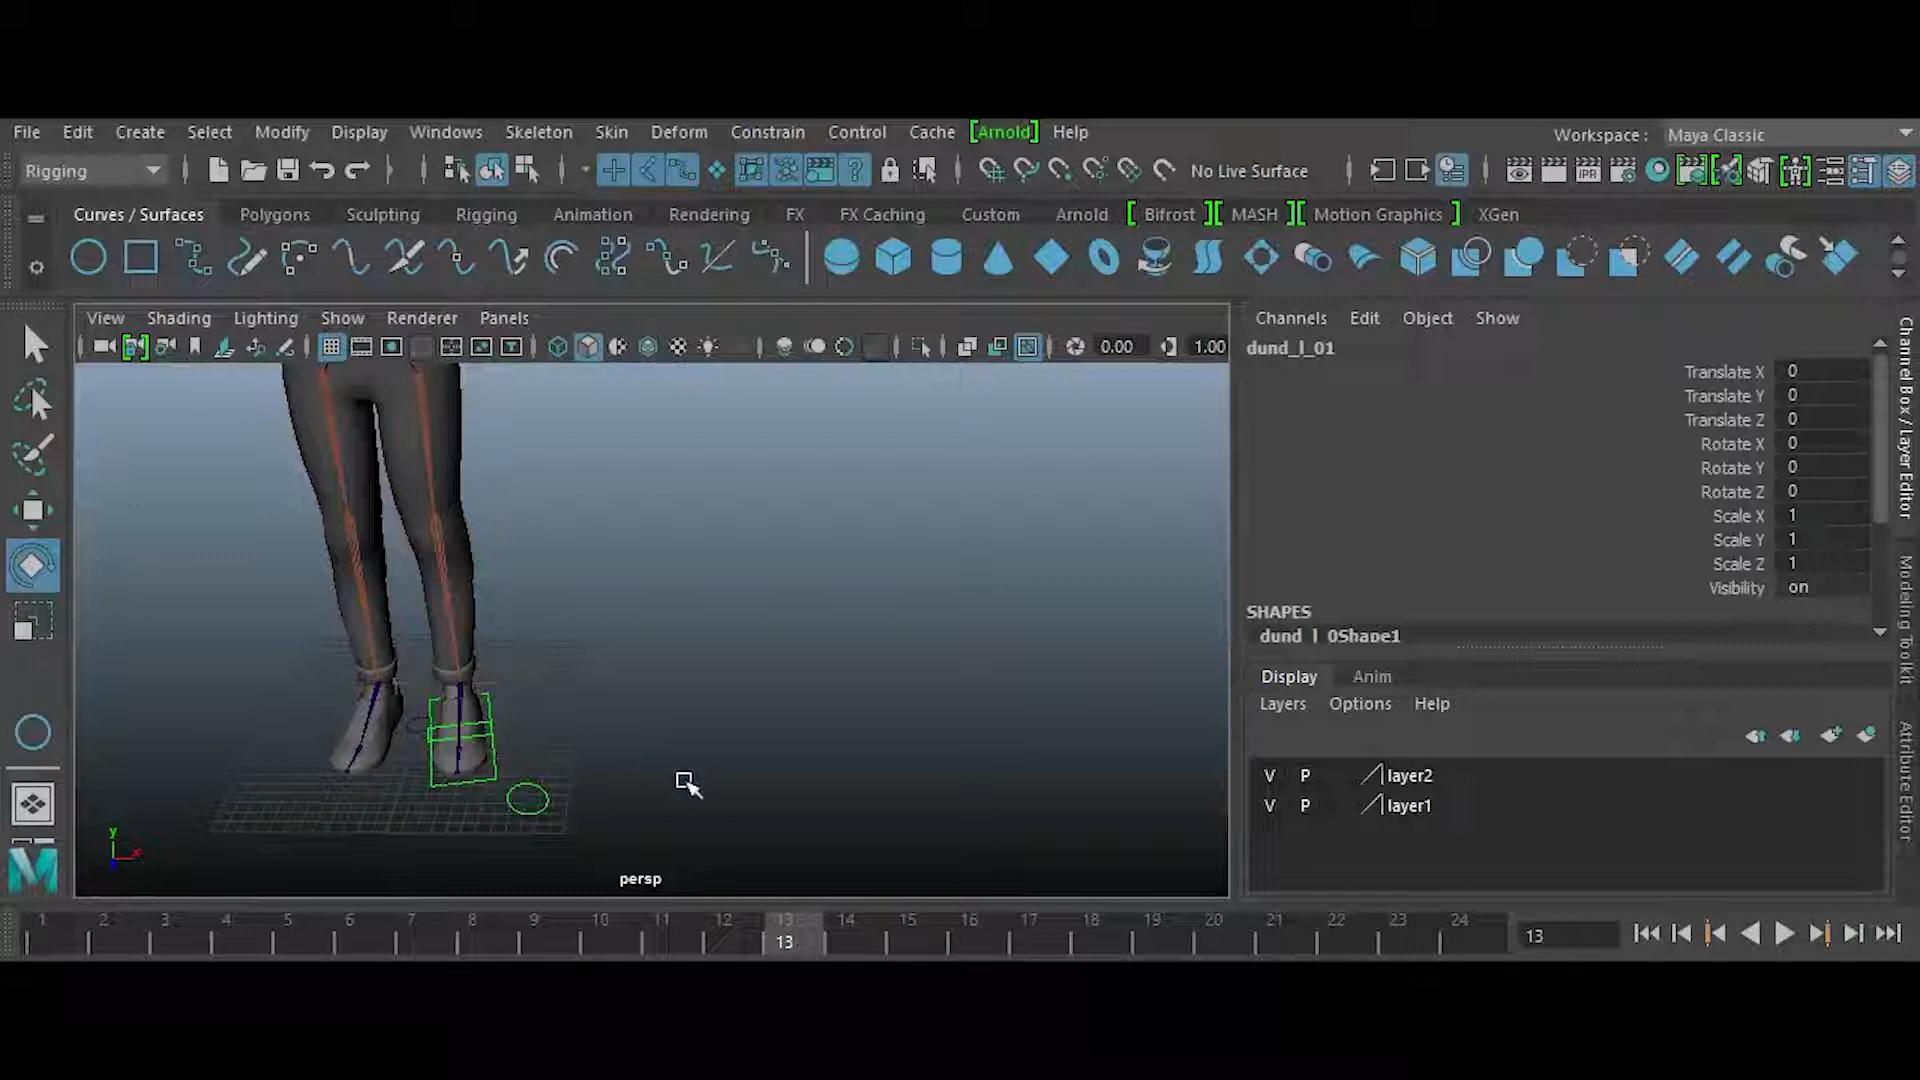 File Edit Create Select Modify Display Windows Skeleton Skin Deform Constrain Control Cache [Arnold] Help Workspace : Maya Classic
Rigging No Live Surface IPR
Curves / Surfaces Polygons Sculpting Rigging Animation Rendering FX FX Caching Custom Arnold [ Bifrost ][ MASH ][ Motion Graphics ] XGen
View Shading Lighting Show Renderer Panels
0.00 1.00
y
x
persp
Channels Edit Object Show
dund_l_01
Translate X 0
Translate Y 0
Translate Z 0
Rotate X 0
Rotate Y 0
Rotate Z 0
Scale X 1
Scale Y 1
Scale Z 1
Visibility on
SHAPES
dund_l_0Shape1
Display Anim
Layers Options Help
V P layer2
V P layer1
Channel Box / Layer Editor
Modeling Toolkit
Attribute Editor
1 2 3 4 5 6 7 8 9 10 11 12 13 14 15 16 17 18 19 20 21 22 23 24
13 13